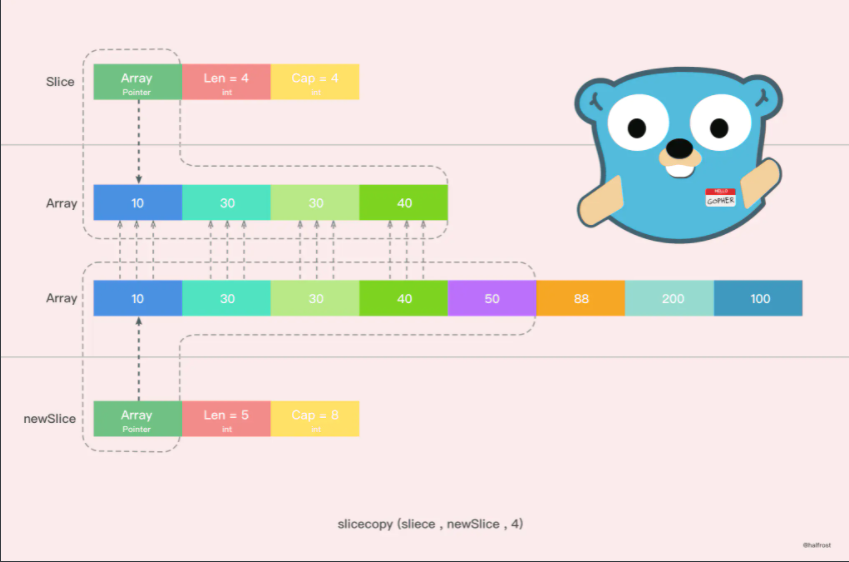 Slice
Array
Pointer
Len = 4
int
Cap = 4
int
Array
10
30
30
40
HELLO
GOPHER
Array
10
30
30
40
50
88
200
100
newSlice
Array
Pointer
Len = 5
int
Cap = 8
int
slicecopy (sliece , newSlice , 4)
@halfrost